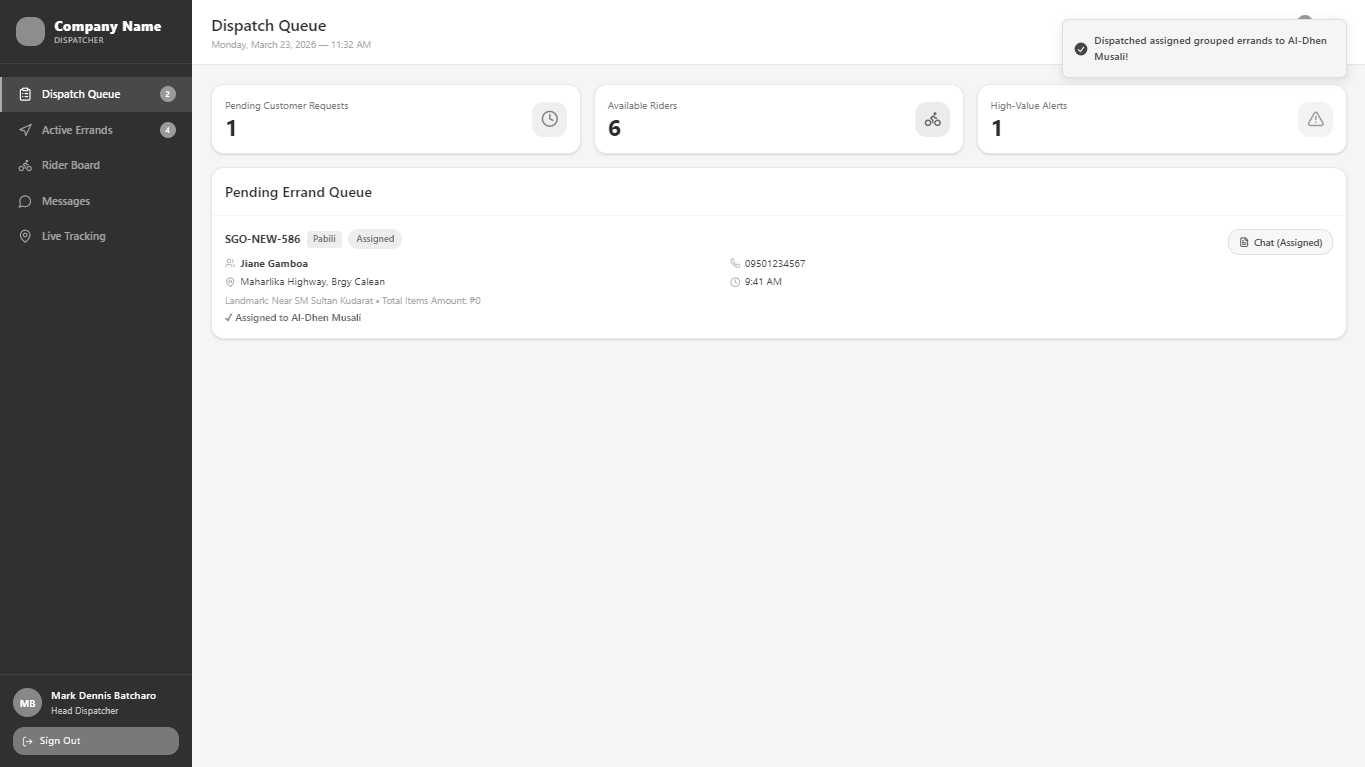 Company Name
DISPATCHER
Dispatch Queue 2
Active Errands 4
Rider Board
Messages
Live Tracking
Mark Dennis Batcharo
MB
Head Dispatcher
Sign Out
Dispatch Queue
Monday, March 23, 2026 — 11:32 AM
Dispatched assigned grouped errands to Al-Dhen
Musali!
Pending Customer Requests
1
Available Riders
6
High-Value Alerts
1
Pending Errand Queue
SGO-NEW-586 Pabili Assigned
Chat (Assigned)
Jiane Gamboa
09501234567
Maharlika Highway, Brgy Calean
9:41 AM
Landmark: Near SM Sultan Kudarat • Total Items Amount: ₱0
✓ Assigned to Al-Dhen Musali